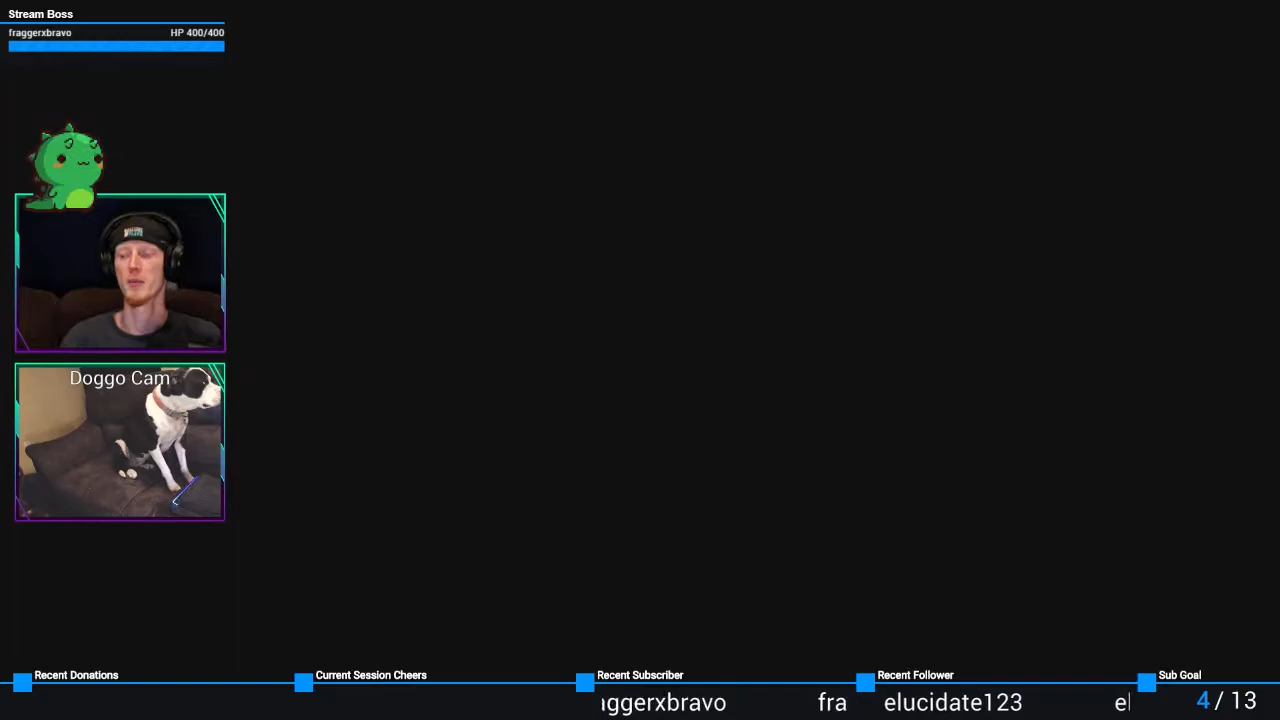 Stream Boss
fraggerxbravo HP 400/400
Doggo Cam
Recent Donations
Current Session Cheers
Recent Subscriber
aggerxbravo fra
Recent Follower
elucidate123 el
Sub Goal
4 / 13